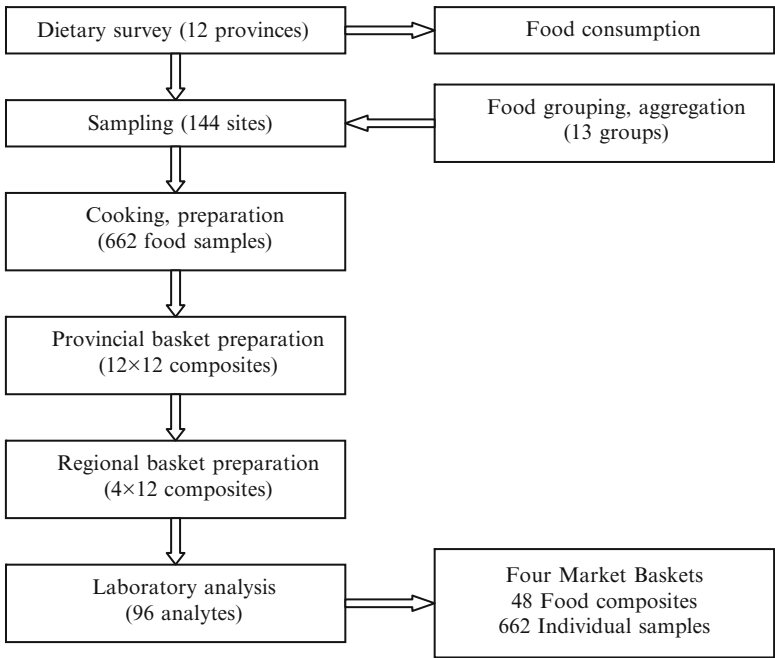 Dietary survey (12 provinces)
Food consumption
Sampling (144 sites)
Food grouping, aggregation
(13 groups)
Cooking, preparation
(662 food samples)
Provincial basket preparation
(12×12 composites)
Regional basket preparation
(4×12 composites)
Laboratory analysis
(96 analytes)
Four Market Baskets
48 Food composites
662 Individual samples